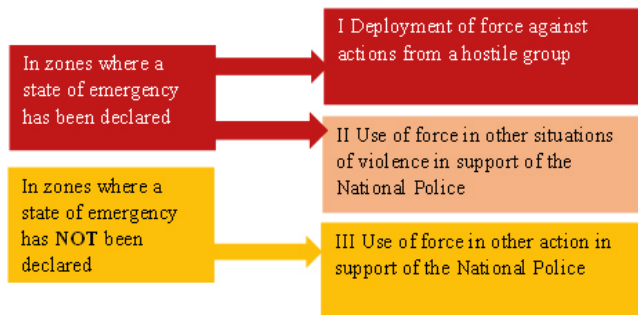 I Deployment of force against
actions from a hostile group
In zones where a
state of emergency
has been declared
II Use of force in other situations
of violence in support of the
National Police
In zones where a
state of emergency
has NOT been
declared
III Use of force in other action in
support of the National Police